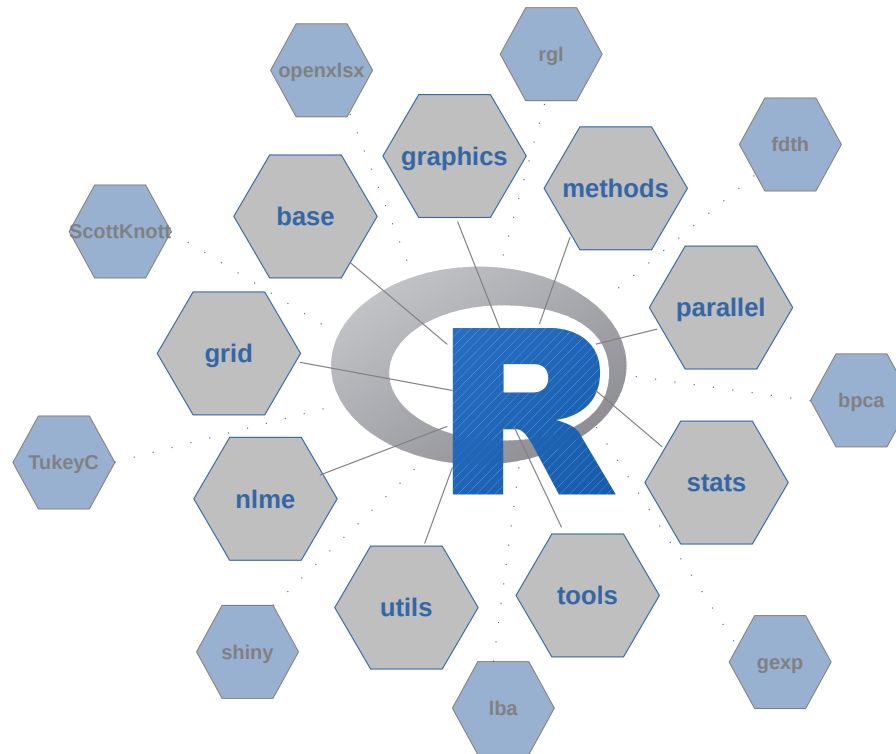 rgl
openxlsx
fdth
graphics
methods
base
ScottKnott
parallel
grid
R
bpca
TukeyC
stats
nlme
tools
utils
shiny
gexp
lba